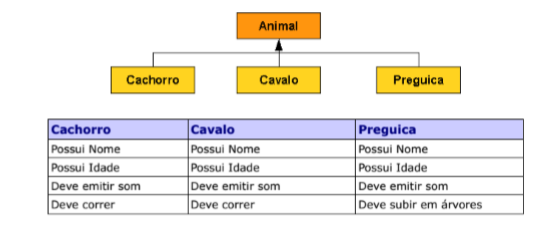 Animal
Cachorro Cavalo Preguica
Cachorro Cavalo Preguica
Possui Nome Possui Nome Possui Nome
Possui Idade Possui Idade Possui Idade
Deve emitir som Deve emitir som Deve emitir som
Deve correr Deve correr Deve subir em árvores